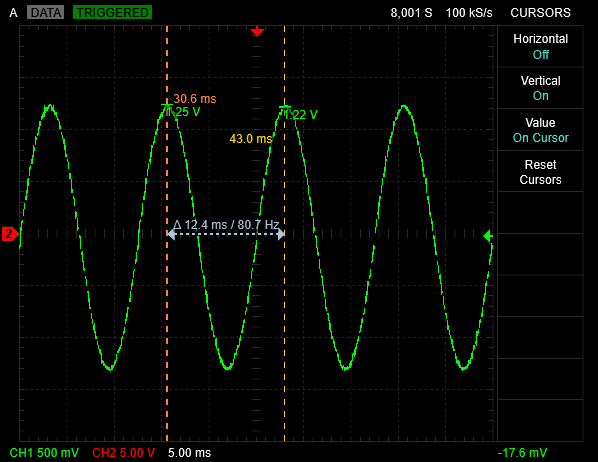 A DATA TRIGGERED 8,001 S 100 kS/s CURSORS
Horizontal
Off
Vertical
On
Value
On Cursor
Reset
Cursors
30.6 ms
1.25 V
1.22 V
43.0 ms
Δ 12.4 ms / 80.7 Hz
2
CH1 500 mV CH2 5.00 V 5.00 ms -17.6 mV